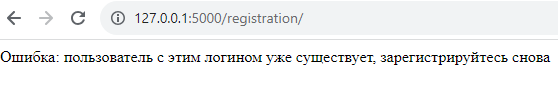 127.0.0.1:5000/registration/
Ошибка: пользователь с этим логином уже существует, зарегистрируйтесь снова